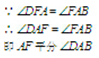 ∵ ∠DFA=∠FAB
∴ ∠DAF=∠FAB
即 AF 平分 ∠DAB